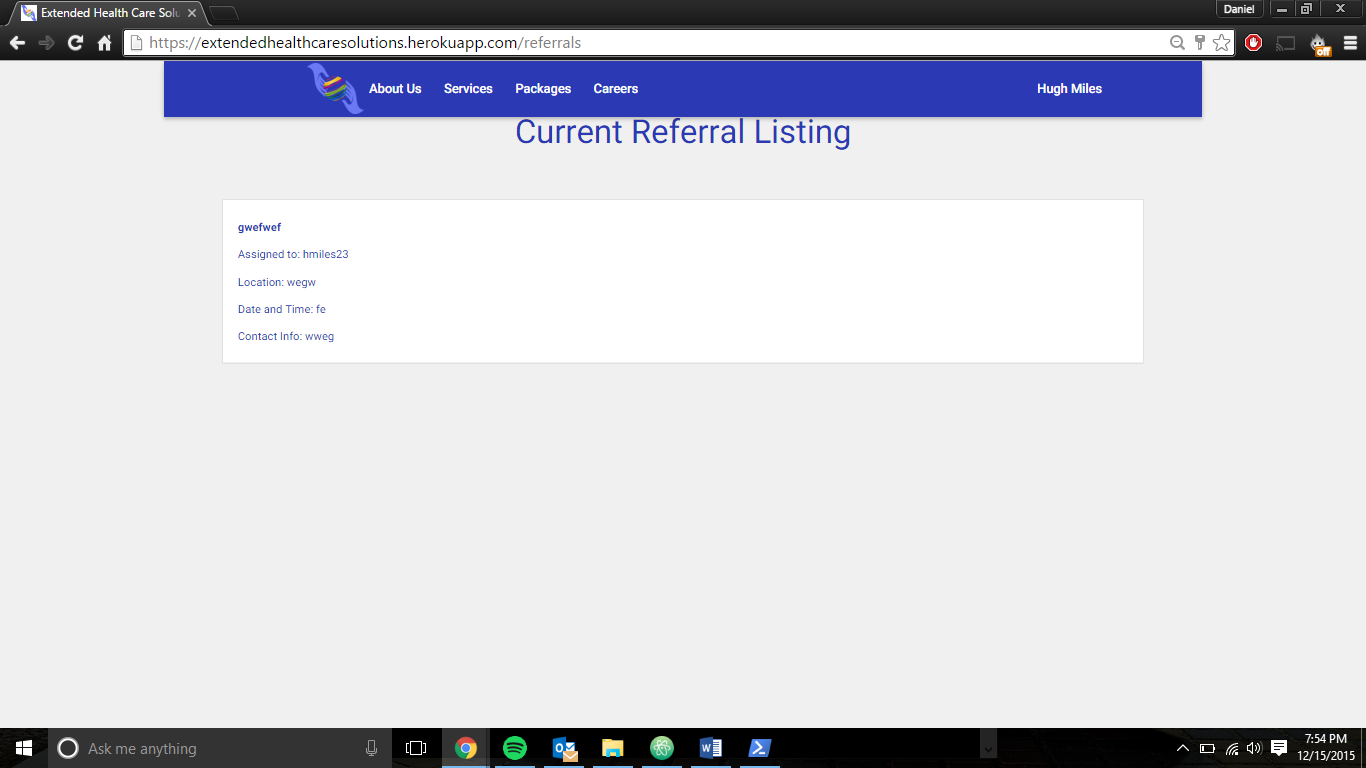 Extended Health Care Solu
Daniel
https://extendedhealthcaresolutions.herokuapp.com/referrals
off
About Us Services Packages Careers Hugh Miles
Current Referral Listing
gwefwef
Assigned to: hmiles23
Location: wegw
Date and Time: fe
Contact Info: wweg
Ask me anything
7:54 PM
12/15/2015